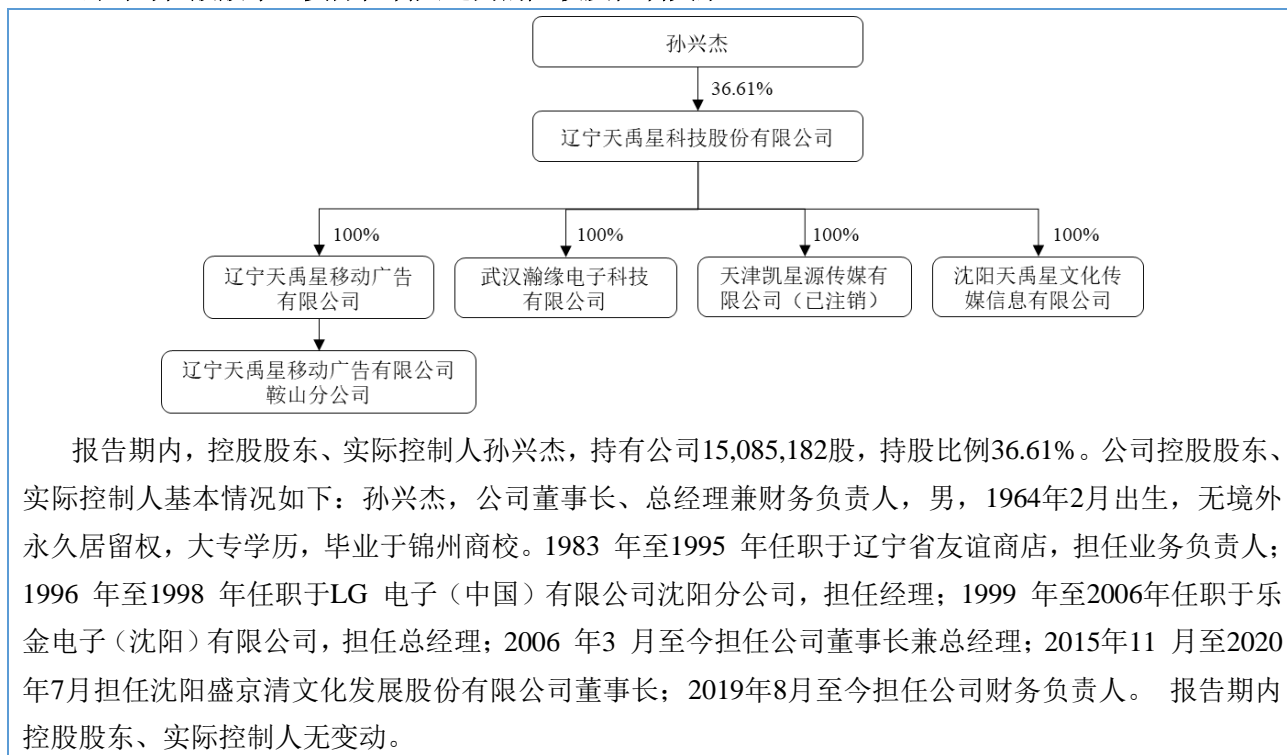 孙兴杰
36.61%
辽宁天禹星科技股份有限公司
100%
100%
100%
100%
辽宁天禹星移动广告
有限公司
武汉瀚缘电子科技
有限公司
天津凯星源传媒有
限公司（已注销）
沈阳天禹星文化传
媒信息有限公司
辽宁天禹星移动广告有限公司
鞍山分公司
报告期内，控股股东、实际控制人孙兴杰，持有公司15,085,182股，持股比例36.61%。公司控股股东、
实际控制人基本情况如下：孙兴杰，公司董事长、总经理兼财务负责人，男，1964年2月出生，无境外
永久居留权，大专学历，毕业于锦州商校。1983 年至1995 年任职于辽宁省友谊商店，担任业务负责人；
1996 年至1998 年任职于LG 电子（中国）有限公司沈阳分公司，担任经理；1999 年至2006年任职于乐
金电子（沈阳）有限公司，担任总经理；2006 年3 月至今担任公司董事长兼总经理；2015年11 月至2020
年7月担任沈阳盛京清文化发展股份有限公司董事长；2019年8月至今担任公司财务负责人。 报告期内
控股股东、实际控制人无变动。